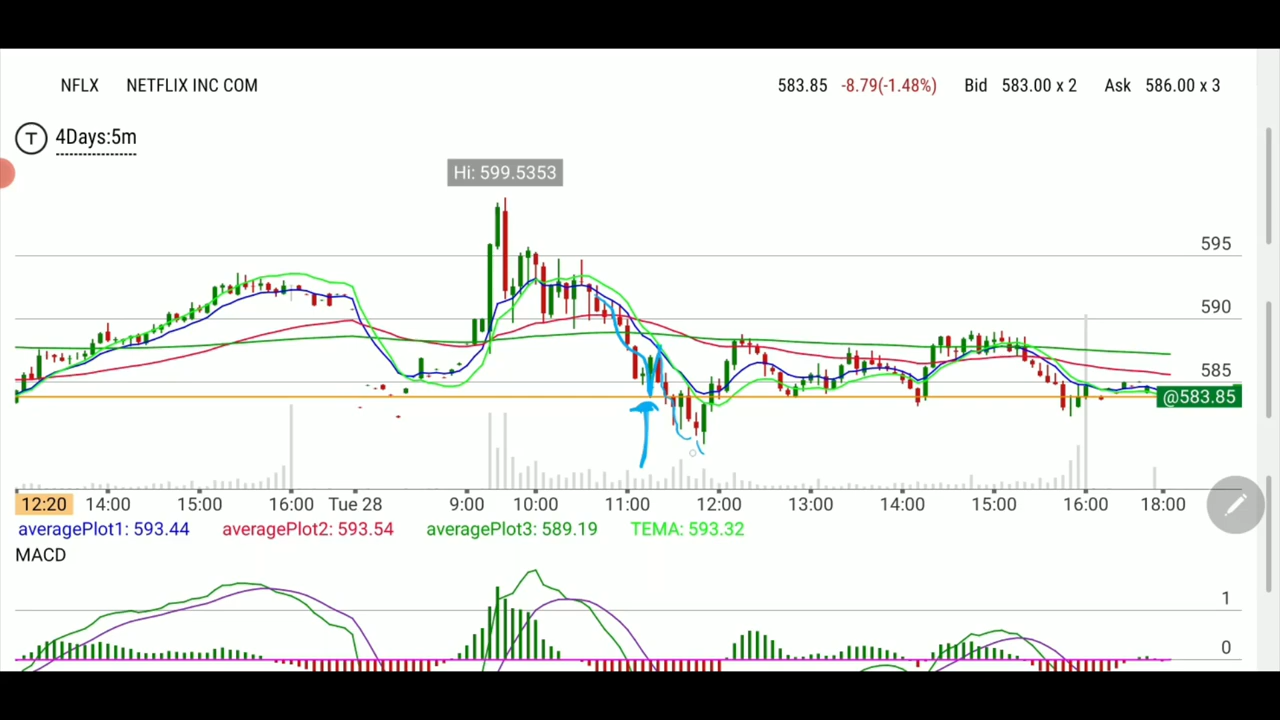 NFLX NETFLIX INC COM 583.85 -8.79(-1.48%) Bid 583.00 x 2 Ask 586.00 x 3
T 4Days:5m
Hi: 599.5353
595
590
585
@583.85
12:20 14:00 15:00 16:00 Tue 28 9:00 10:00 11:00 12:00 13:00 14:00 15:00 16:00 18:00
averagePlot1: 593.44 averagePlot2: 593.54 averagePlot3: 589.19 TEMA: 593.32
MACD
1
0